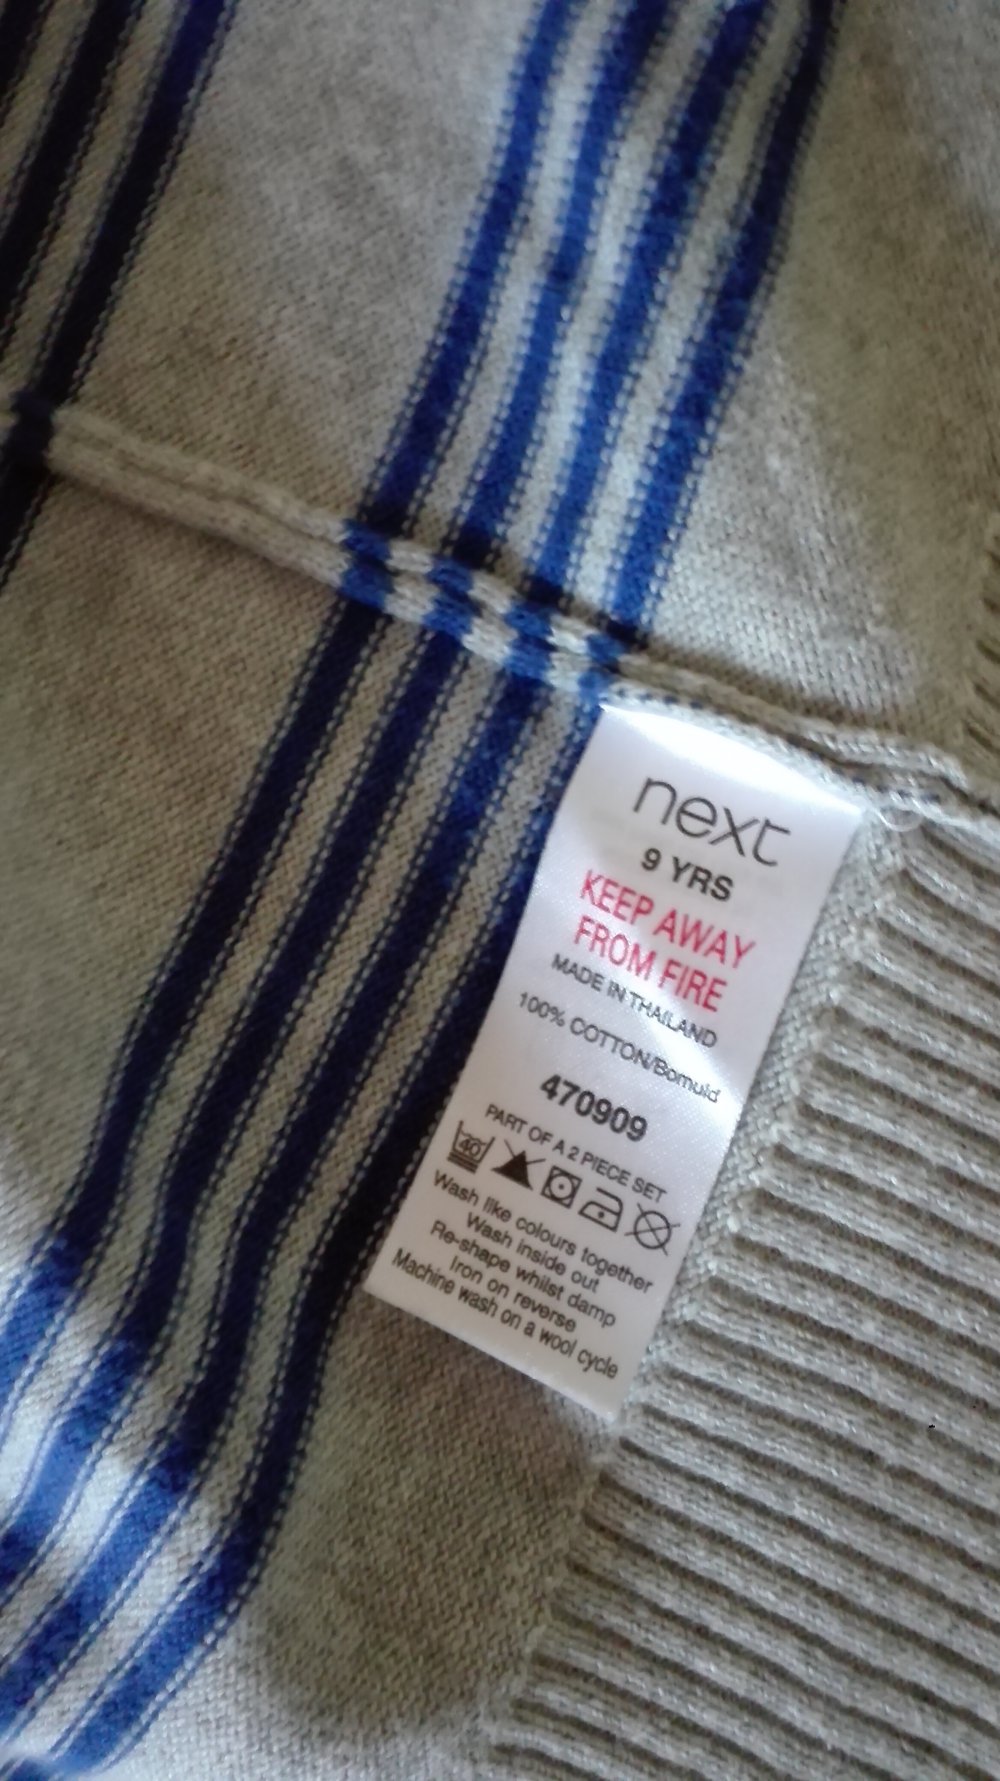 next
9 YRS
KEEP AWAY
FROM FIRE
MADE IN THAILAND
100% COTTON/Bomuld
470909
PART OF A 2 PIECE SET
40
Wash like colours together
Wash inside out
Re-shape whilst damp
Iron on reverse
Machine wash on a wool cycle